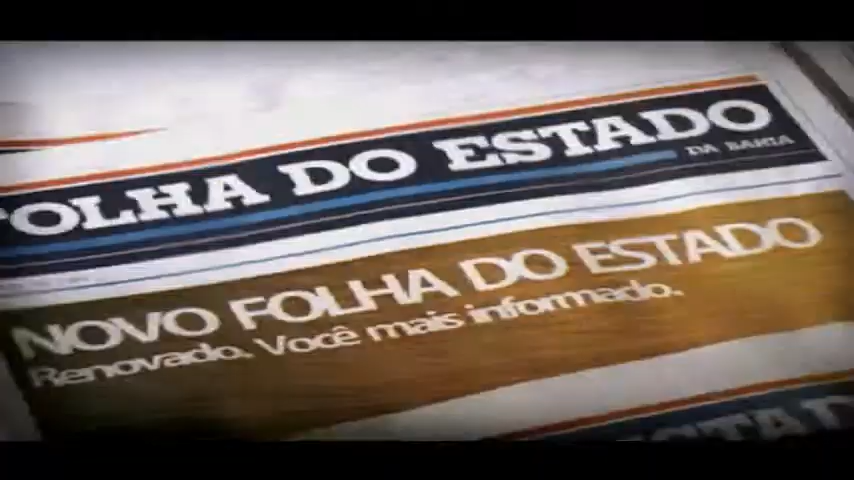 FOLHA DO ESTADO
DA BAHIA
NOVO FOLHA DO ESTADO
Renovado. Você mais informado.